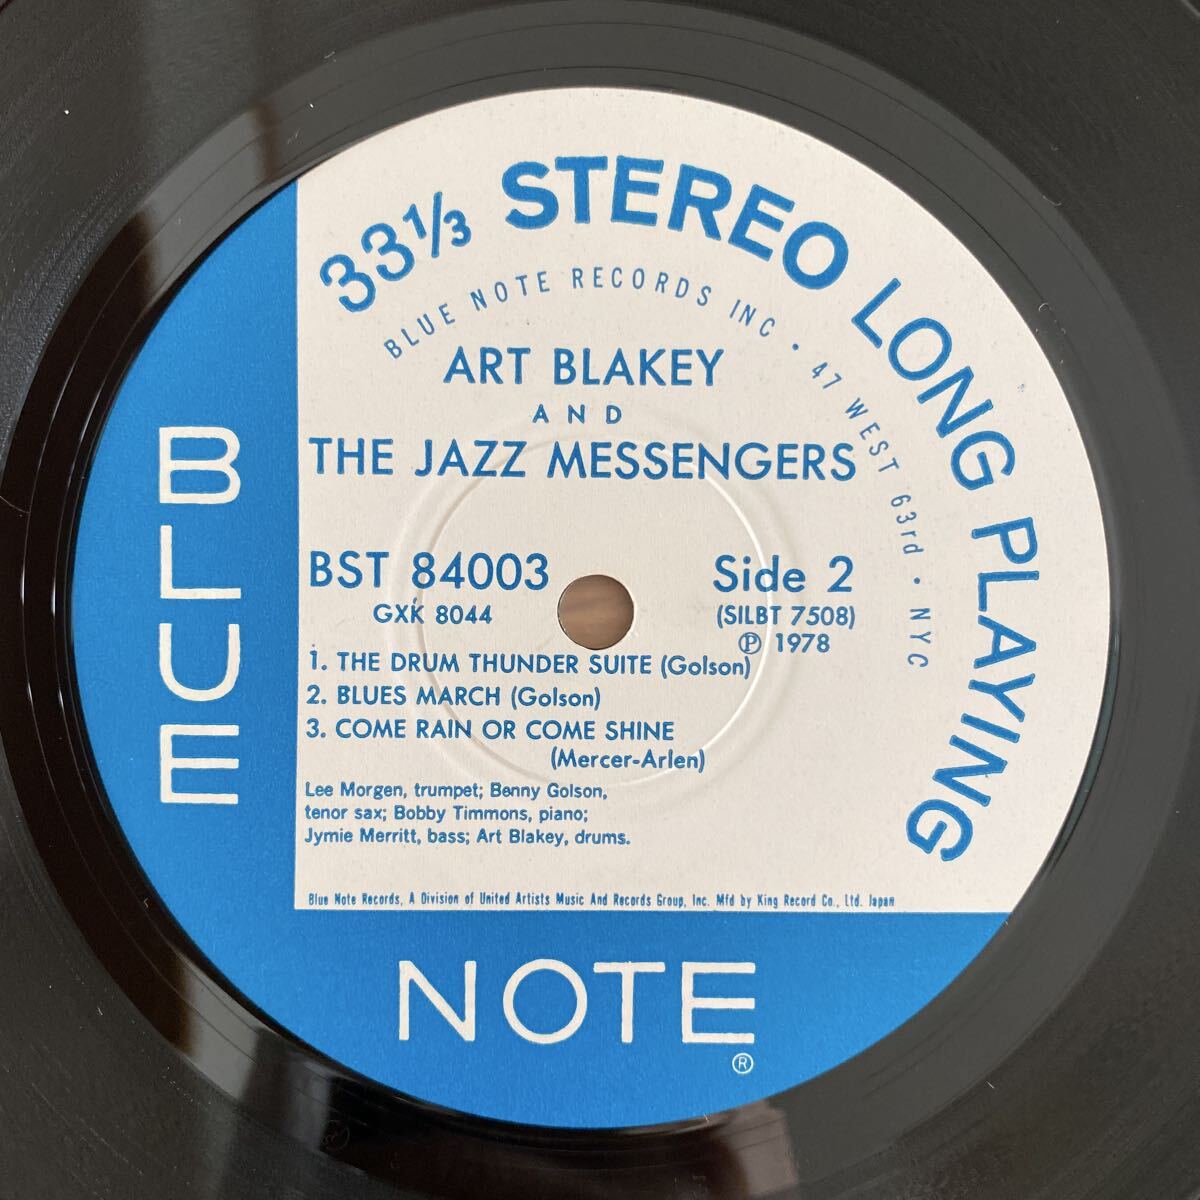 33⅓ STEREO LONG PLAYING
BLUE NOTE RECORDS INC • 47 WEST 63rd • NYC
ART BLAKEY
AND
THE JAZZ MESSENGERS
BST 84003
Side 2
GXK 8044
(SILBT 7508)
Ⓟ 1978
1. THE DRUM THUNDER SUITE (Golson)
2. BLUES MARCH (Golson)
3. COME RAIN OR COME SHINE
(Mercer-Arlen)
Lee Morgen, trumpet; Benny Golson,
tenor sax; Bobby Timmons, piano;
Jymie Merritt, bass; Art Blakey, drums.
Blue Note Records, A Division of United Artists Music And Records Group, Inc. Mfd by King Record Co., Ltd. Japan
BLUE
NOTE®